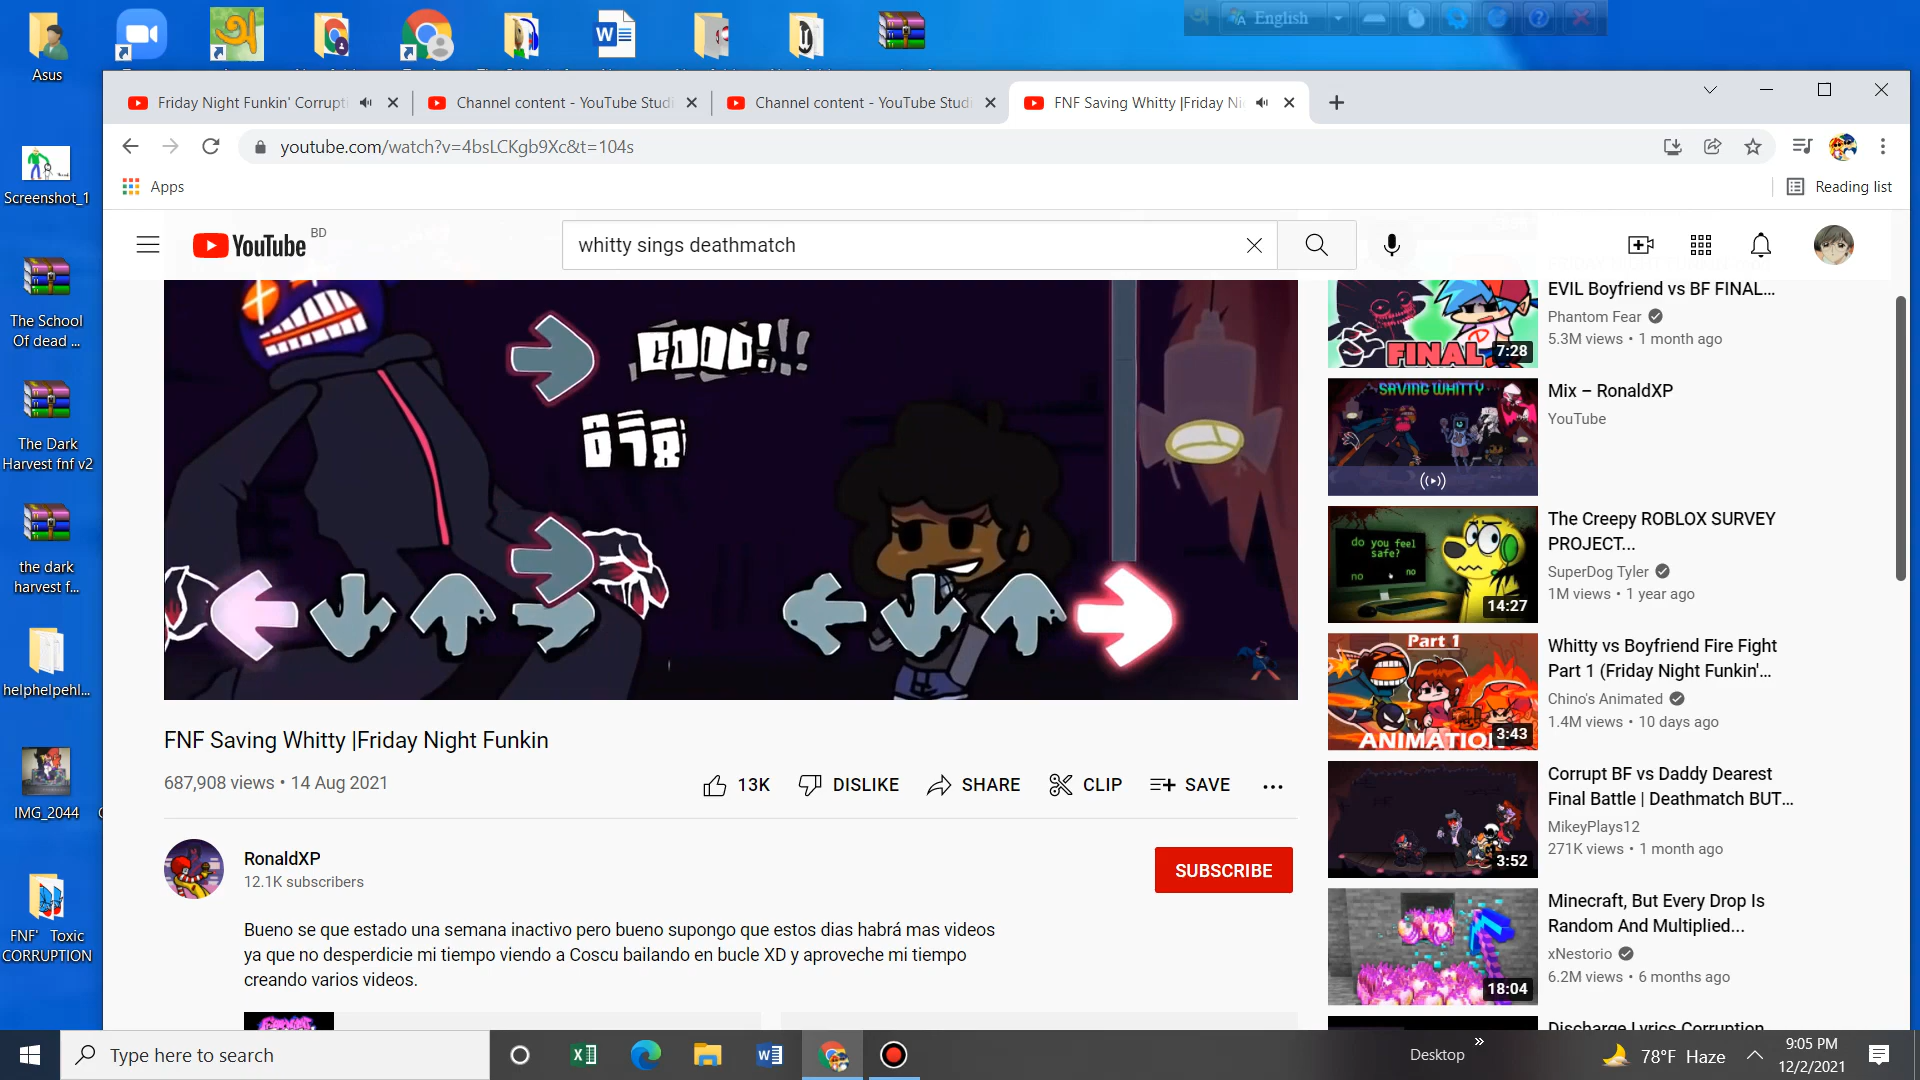 English
Asus
Friday Night Funkin' Corrupti
Channel content - YouTube Studi
Channel content - YouTube Studi
FNF Saving Whitty |Friday Ni
youtube.com/watch?v=4bsLCKgb9Xc&t=104s
Apps
Reading list
YouTube BD
whitty sings deathmatch
Screenshot_1
The School
Of dead ...
The Dark
Harvest fnf v2
the dark
harvest f...
helphelpehl...
IMG_2044
FNF' Toxic
CORRUPTION
GOOD!!
078
FNF Saving Whitty |Friday Night Funkin
687,908 views • 14 Aug 2021
13K
DISLIKE
SHARE
CLIP
SAVE
RonaldXP
12.1K subscribers
SUBSCRIBE
Bueno se que estado una semana inactivo pero bueno supongo que estos dias habrá mas videos
ya que no desperdicie mi tiempo viendo a Coscu bailando en bucle XD y aproveche mi tiempo
creando varios videos.
FINAL
7:28
EVIL Boyfriend vs BF FINAL...
Phantom Fear
5.3M views • 1 month ago
SAVING WHITTY
Mix – RonaldXP
YouTube
do you feel
safe?
no
no
14:27
The Creepy ROBLOX SURVEY
PROJECT...
SuperDog Tyler
1M views • 1 year ago
Part 1
ANIMATIO
3:43
Whitty vs Boyfriend Fire Fight
Part 1 (Friday Night Funkin'...
Chino's Animated
1.4M views • 10 days ago
3:52
Corrupt BF vs Daddy Dearest
Final Battle | Deathmatch BUT...
MikeyPlays12
271K views • 1 month ago
18:04
Minecraft, But Every Drop Is
Random And Multiplied...
xNestorio
6.2M views • 6 months ago
Discharge Lyrics Corruption
Type here to search
Desktop
78°F Haze
9:05 PM
12/2/2021